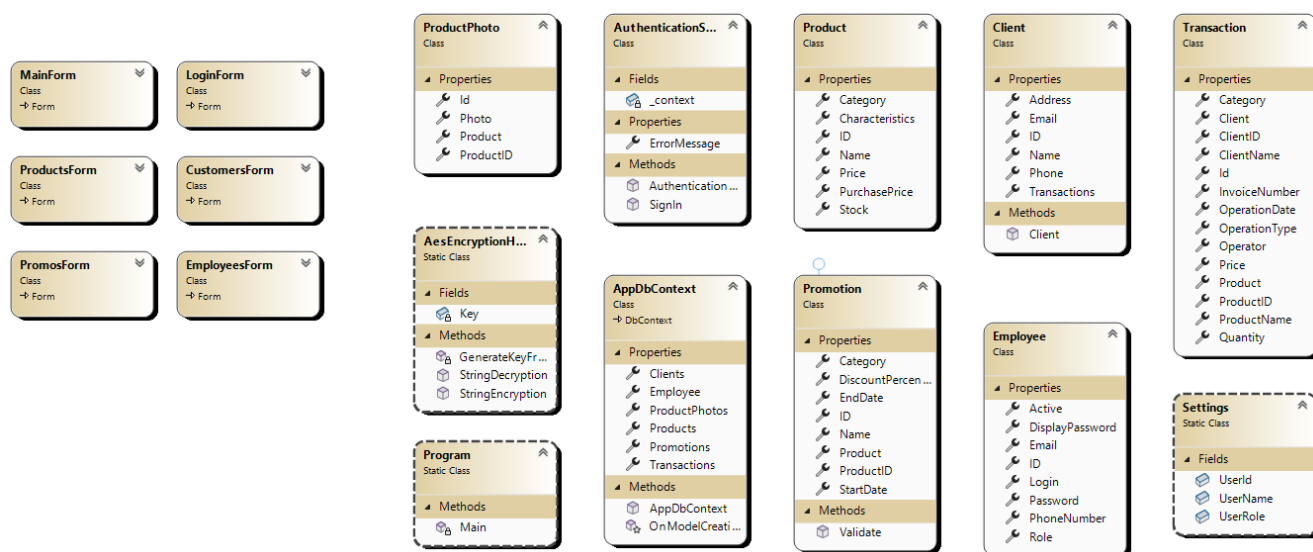 MainForm
Class
Form
LoginForm
Class
Form
ProductsForm
Class
Form
CustomersForm
Class
Form
PromosForm
Class
Form
EmployeesForm
Class
Form
ProductPhoto
Class
Properties
Id
Photo
Product
ProductID
AesEncryptionH...
Static Class
Fields
Key
Methods
GenerateKeyFr...
StringDecryption
StringEncryption
Program
Static Class
Methods
Main
AuthenticationS...
Class
Fields
_context
Properties
ErrorMessage
Methods
Authentication...
SignIn
AppDbContext
Class
DbContext
Properties
Clients
Employee
ProductPhotos
Products
Promotions
Transactions
Methods
AppDbContext
OnModelCreati...
Product
Class
Properties
Category
Characteristics
ID
Name
Price
PurchasePrice
Stock
Promotion
Class
Properties
Category
DiscountPercen...
EndDate
ID
Name
Product
ProductID
StartDate
Methods
Validate
Client
Class
Properties
Address
Email
ID
Name
Phone
Transactions
Methods
Client
Employee
Class
Properties
Active
DisplayPassword
Email
ID
Login
Password
PhoneNumber
Role
Transaction
Class
Properties
Category
Client
ClientID
ClientName
Id
InvoiceNumber
OperationDate
OperationType
Operator
Price
Product
ProductID
ProductName
Quantity
Settings
Static Class
Fields
UserId
UserName
UserRole